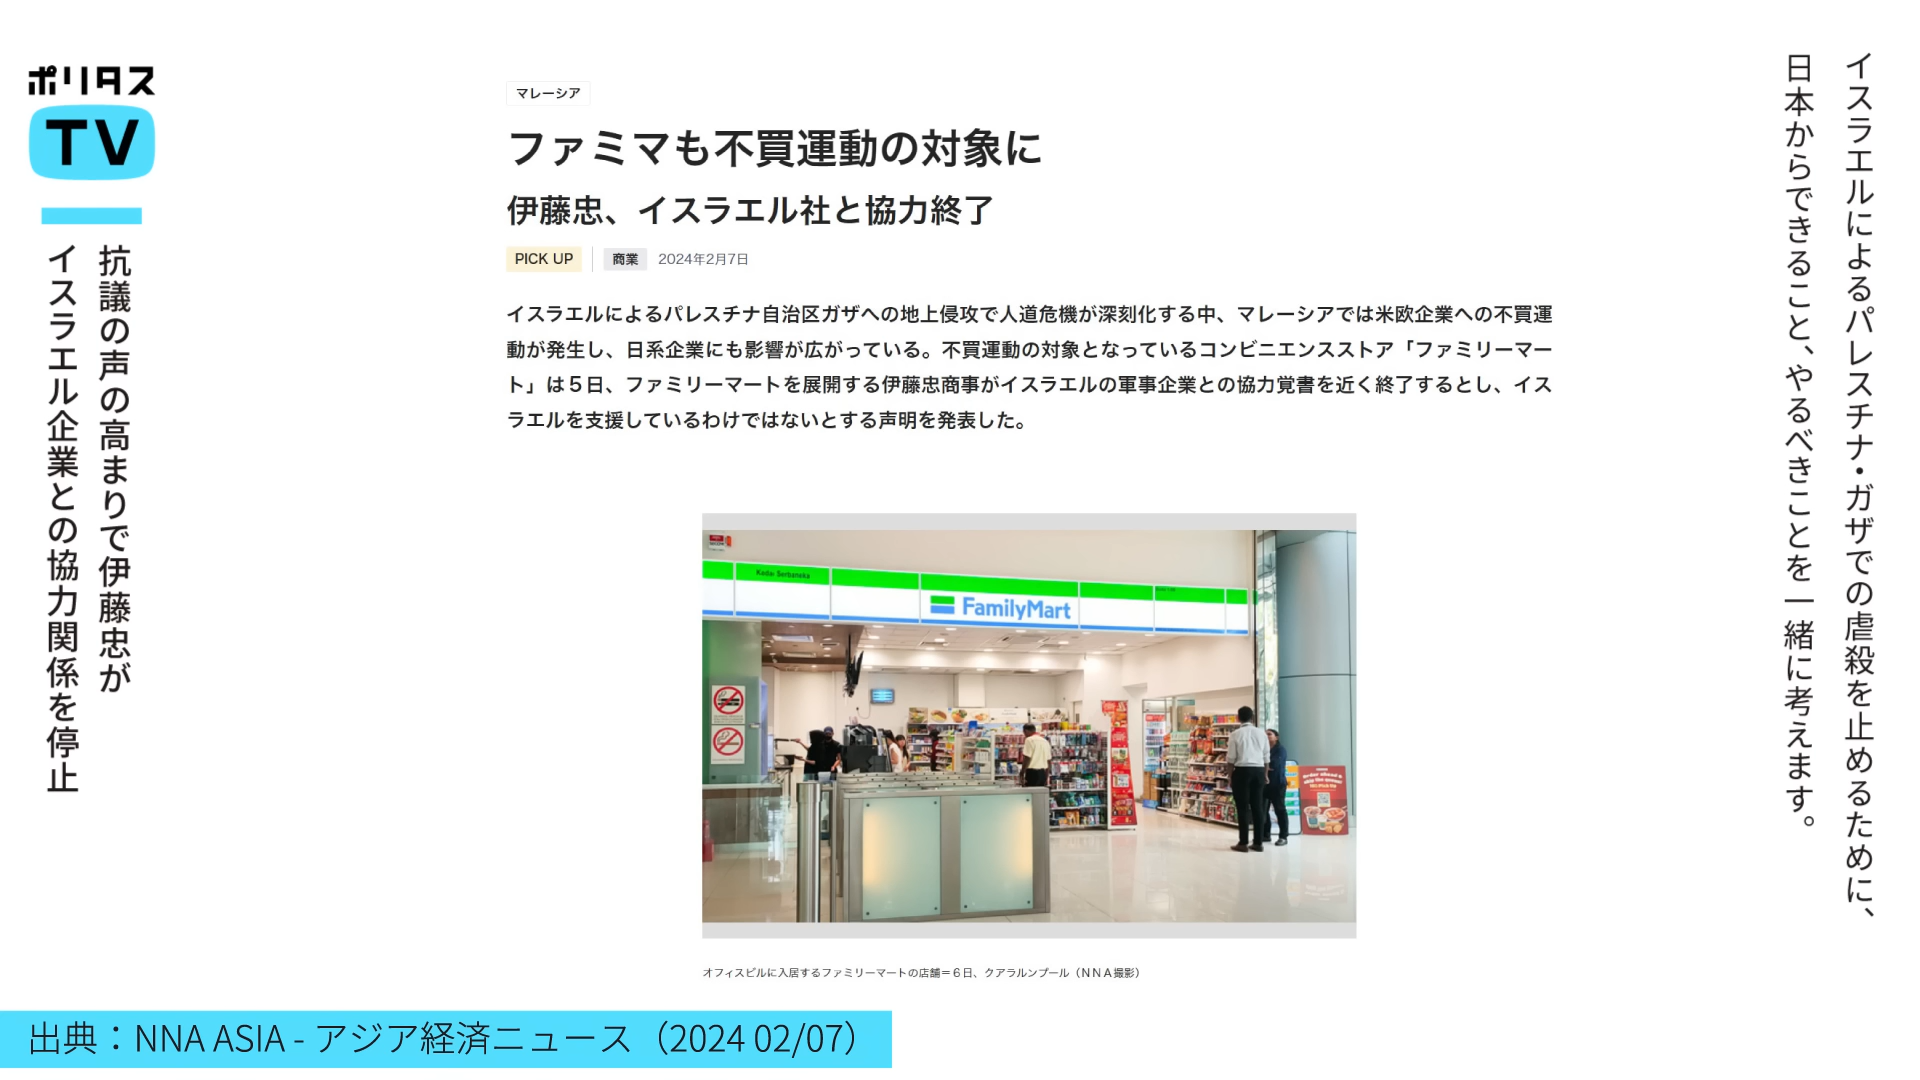 ポリタス
TV
抗議の声の高まりで伊藤忠が
イスラエル企業との協力関係を停止
マレーシア
ファミマも不買運動の対象に
伊藤忠、イスラエル社と協力終了
PICK UP
商業
2024年2月7日
イスラエルによるパレスチナ自治区ガザへの地上侵攻で人道危機が深刻化する中、マレーシアでは米欧企業への不買運
動が発生し、日系企業にも影響が広がっている。不買運動の対象となっているコンビニエンスストア「ファミリーマー
ト」は５日、ファミリーマートを展開する伊藤忠商事がイスラエルの軍事企業との協力覚書を近く終了するとし、イス
ラエルを支援しているわけではないとする声明を発表した。
Kedai Serbaneka
FamilyMart
オフィスビルに入居するファミリーマートの店舗＝６日、クアラルンプール（ＮＮＡ撮影）
イスラエルによるパレスチナ・ガザでの虐殺を止めるために、
日本からできること、やるべきことを一緒に考えます。
出典：NNA ASIA - アジア経済ニュース（2024 02/07）